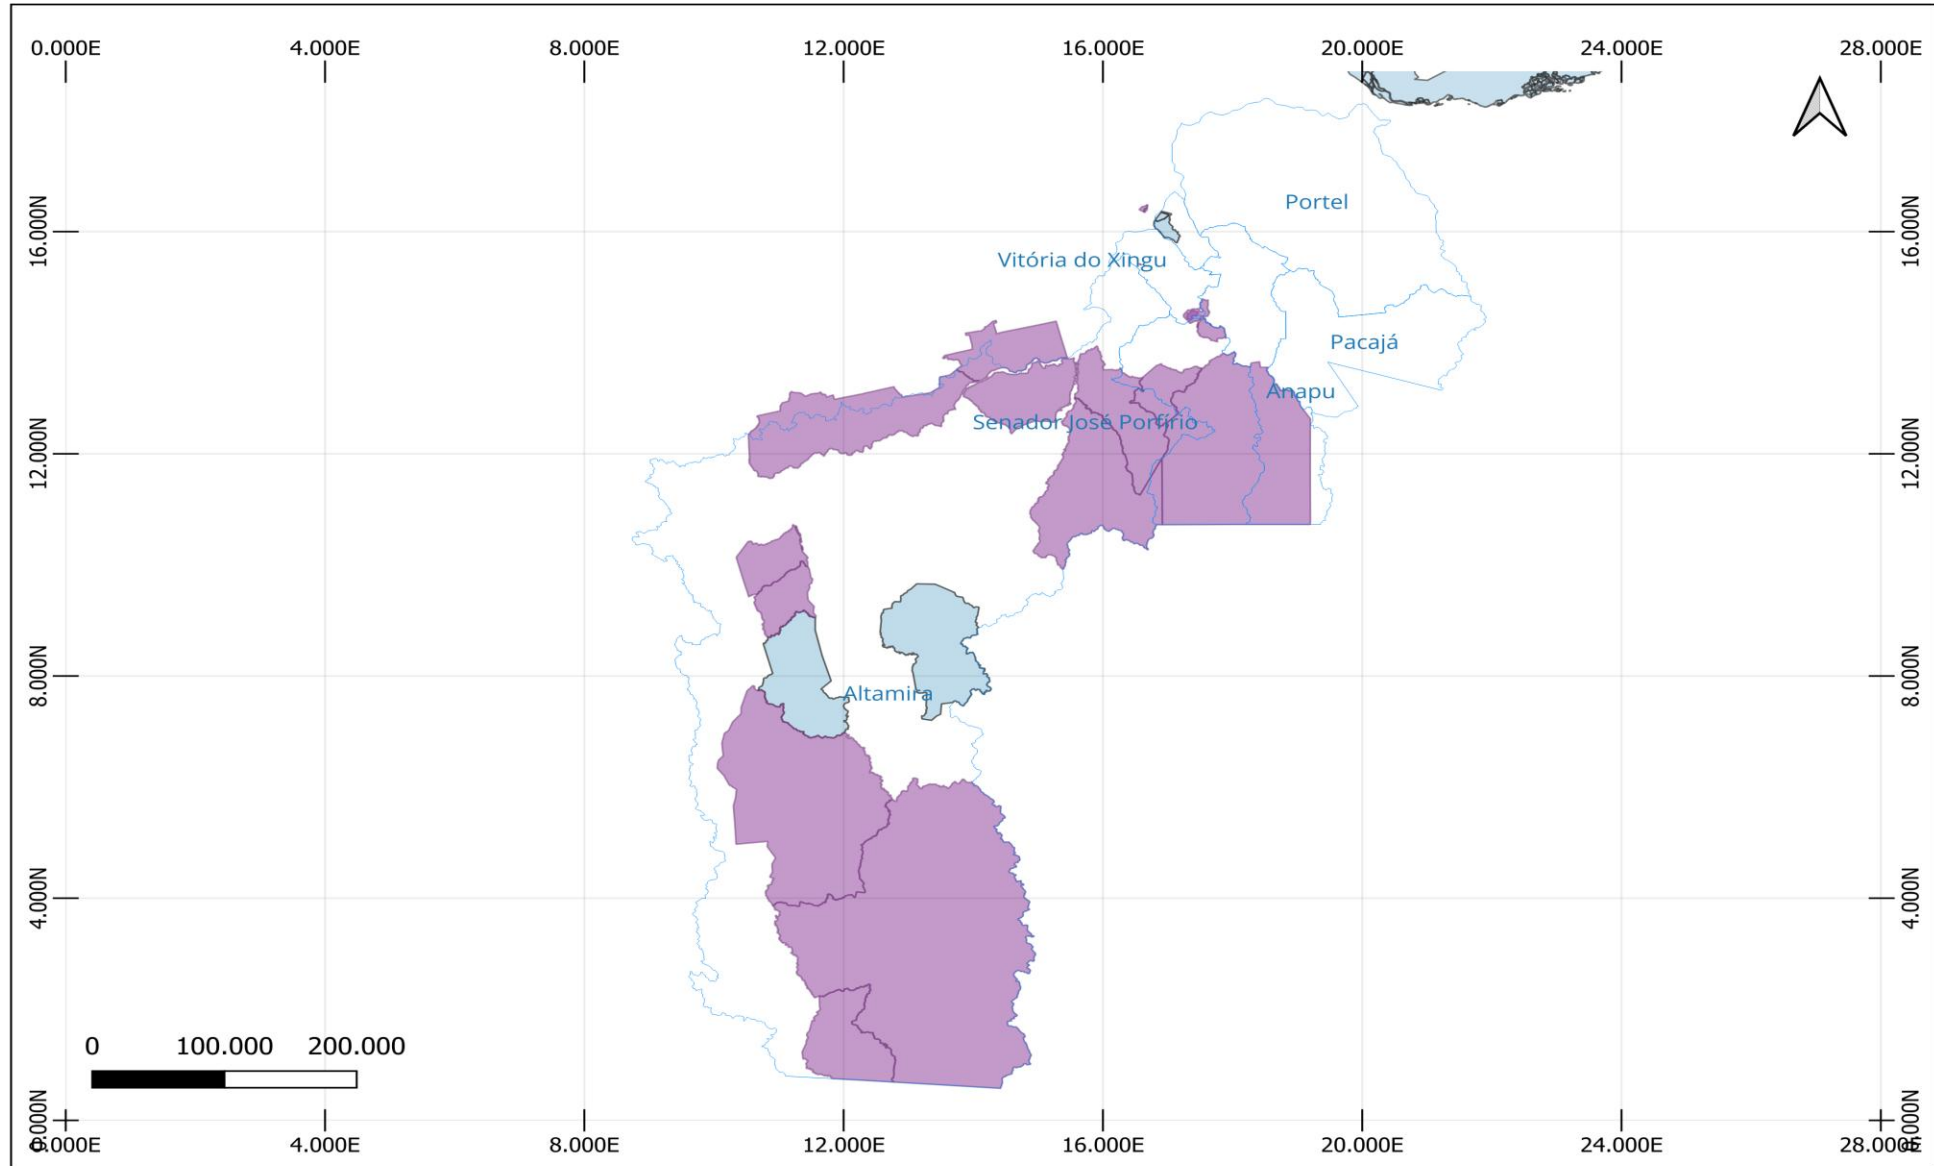 0.000E 4.000E 8.000E 12.000E 16.000E 20.000E 24.000E 28.000E
Portel
16.000N 16.000N
Vitória do Xingu
Pacajá
Anapu
Senador José Porfírio
12.000N 12.000N
8.000N 8.000N
Altamira
4.000N 4.000N
0 100.000 200.000
0.000N 0.000N
0.000E 4.000E 8.000E 12.000E 16.000E 20.000E 24.000E 28.000E